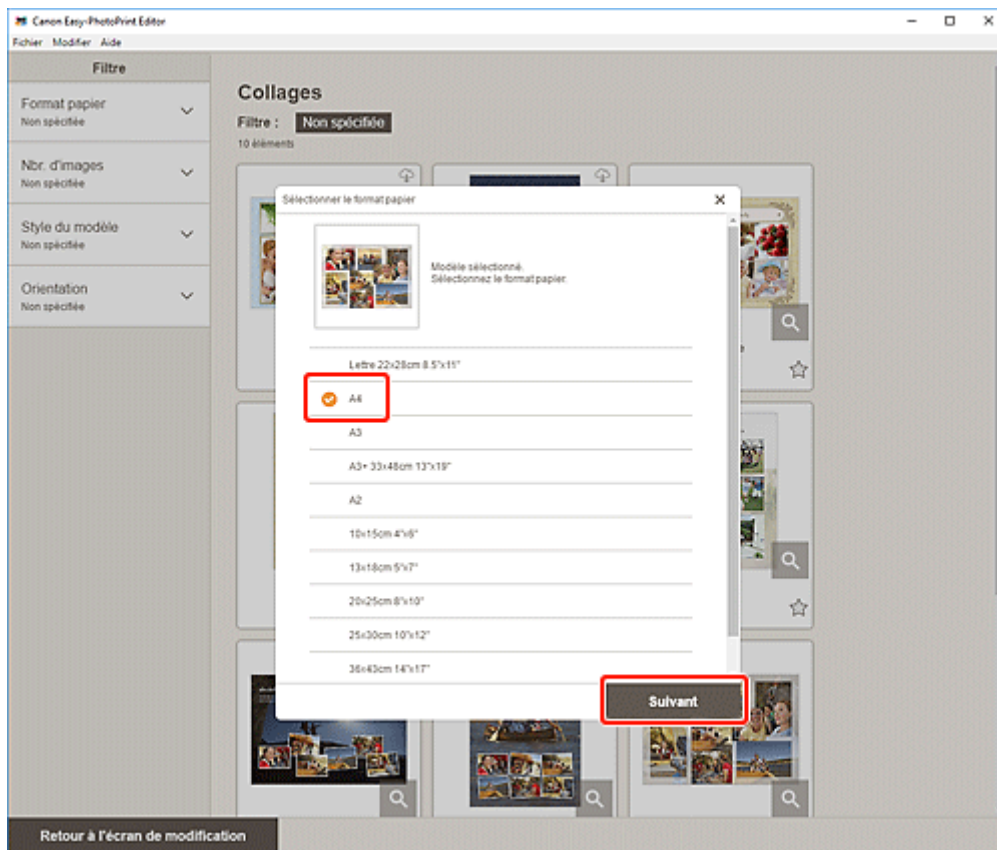 Canon Easy-PhotoPrint Editor
Fichier Modifier Aide
Filtre
Format papier
Non spécifiée
Nbr. d'images
Non spécifiée
Style du modèle
Non spécifiée
Orientation
Non spécifiée
Collages
Filtre : Non spécifiée
10 éléments
Sélectionner le format papier
Modèle sélectionné.
Sélectionnez le format papier.
Lettre 22x28cm 8.5"x11"
A4
A3
A3+ 33x48cm 13"x19"
A2
10x15cm 4"x6"
13x18cm 5"x7"
20x25cm 8"x10"
25x30cm 10"x12"
36x43cm 14"x17"
Suivant
Retour à l'écran de modification